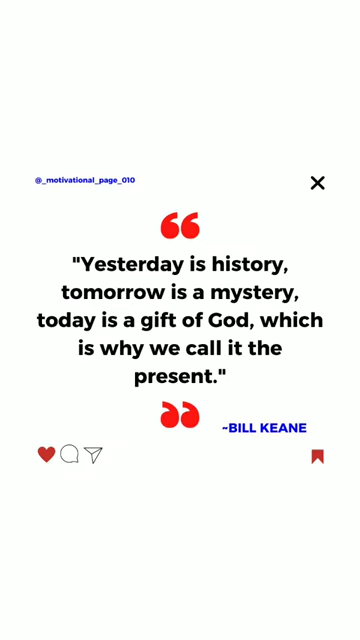 @_motivational_page_010
"Yesterday is history,
tomorrow is a mystery,
today is a gift of God, which
is why we call it the
present."
~BILL KEANE